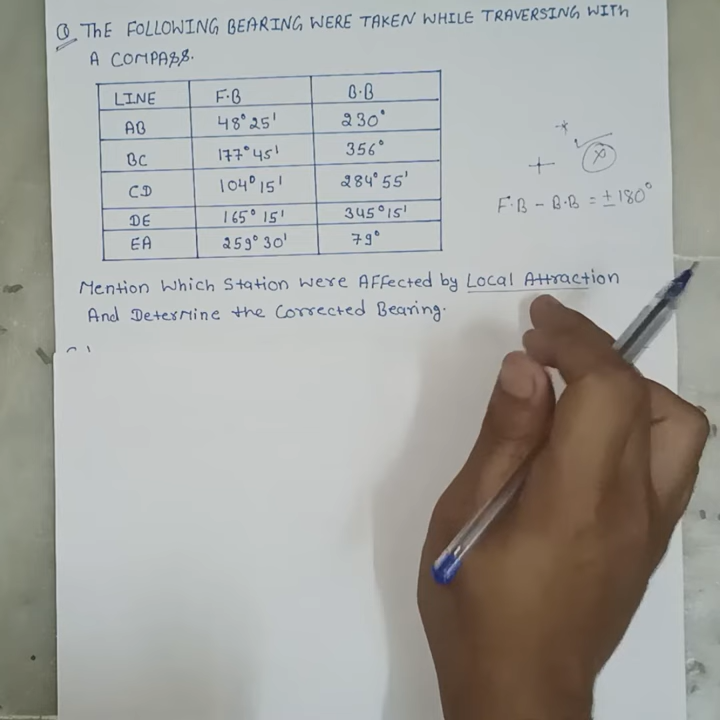 Q THE FOLLOWING BEARING WERE TAKEN WHILE TRAVERSING WITH
A COMPASS.
LINE F.B B.B
AB 48° 25' 230°
BC 177° 45' 356°
CD 104° 15' 284° 55'
DE 165° 15' 345° 15'
EA 259° 30' 79°
F.B - B.B = ± 180°
Mention Which Station Were Affected by Local Attraction
And Determine the Corrected Bearing.